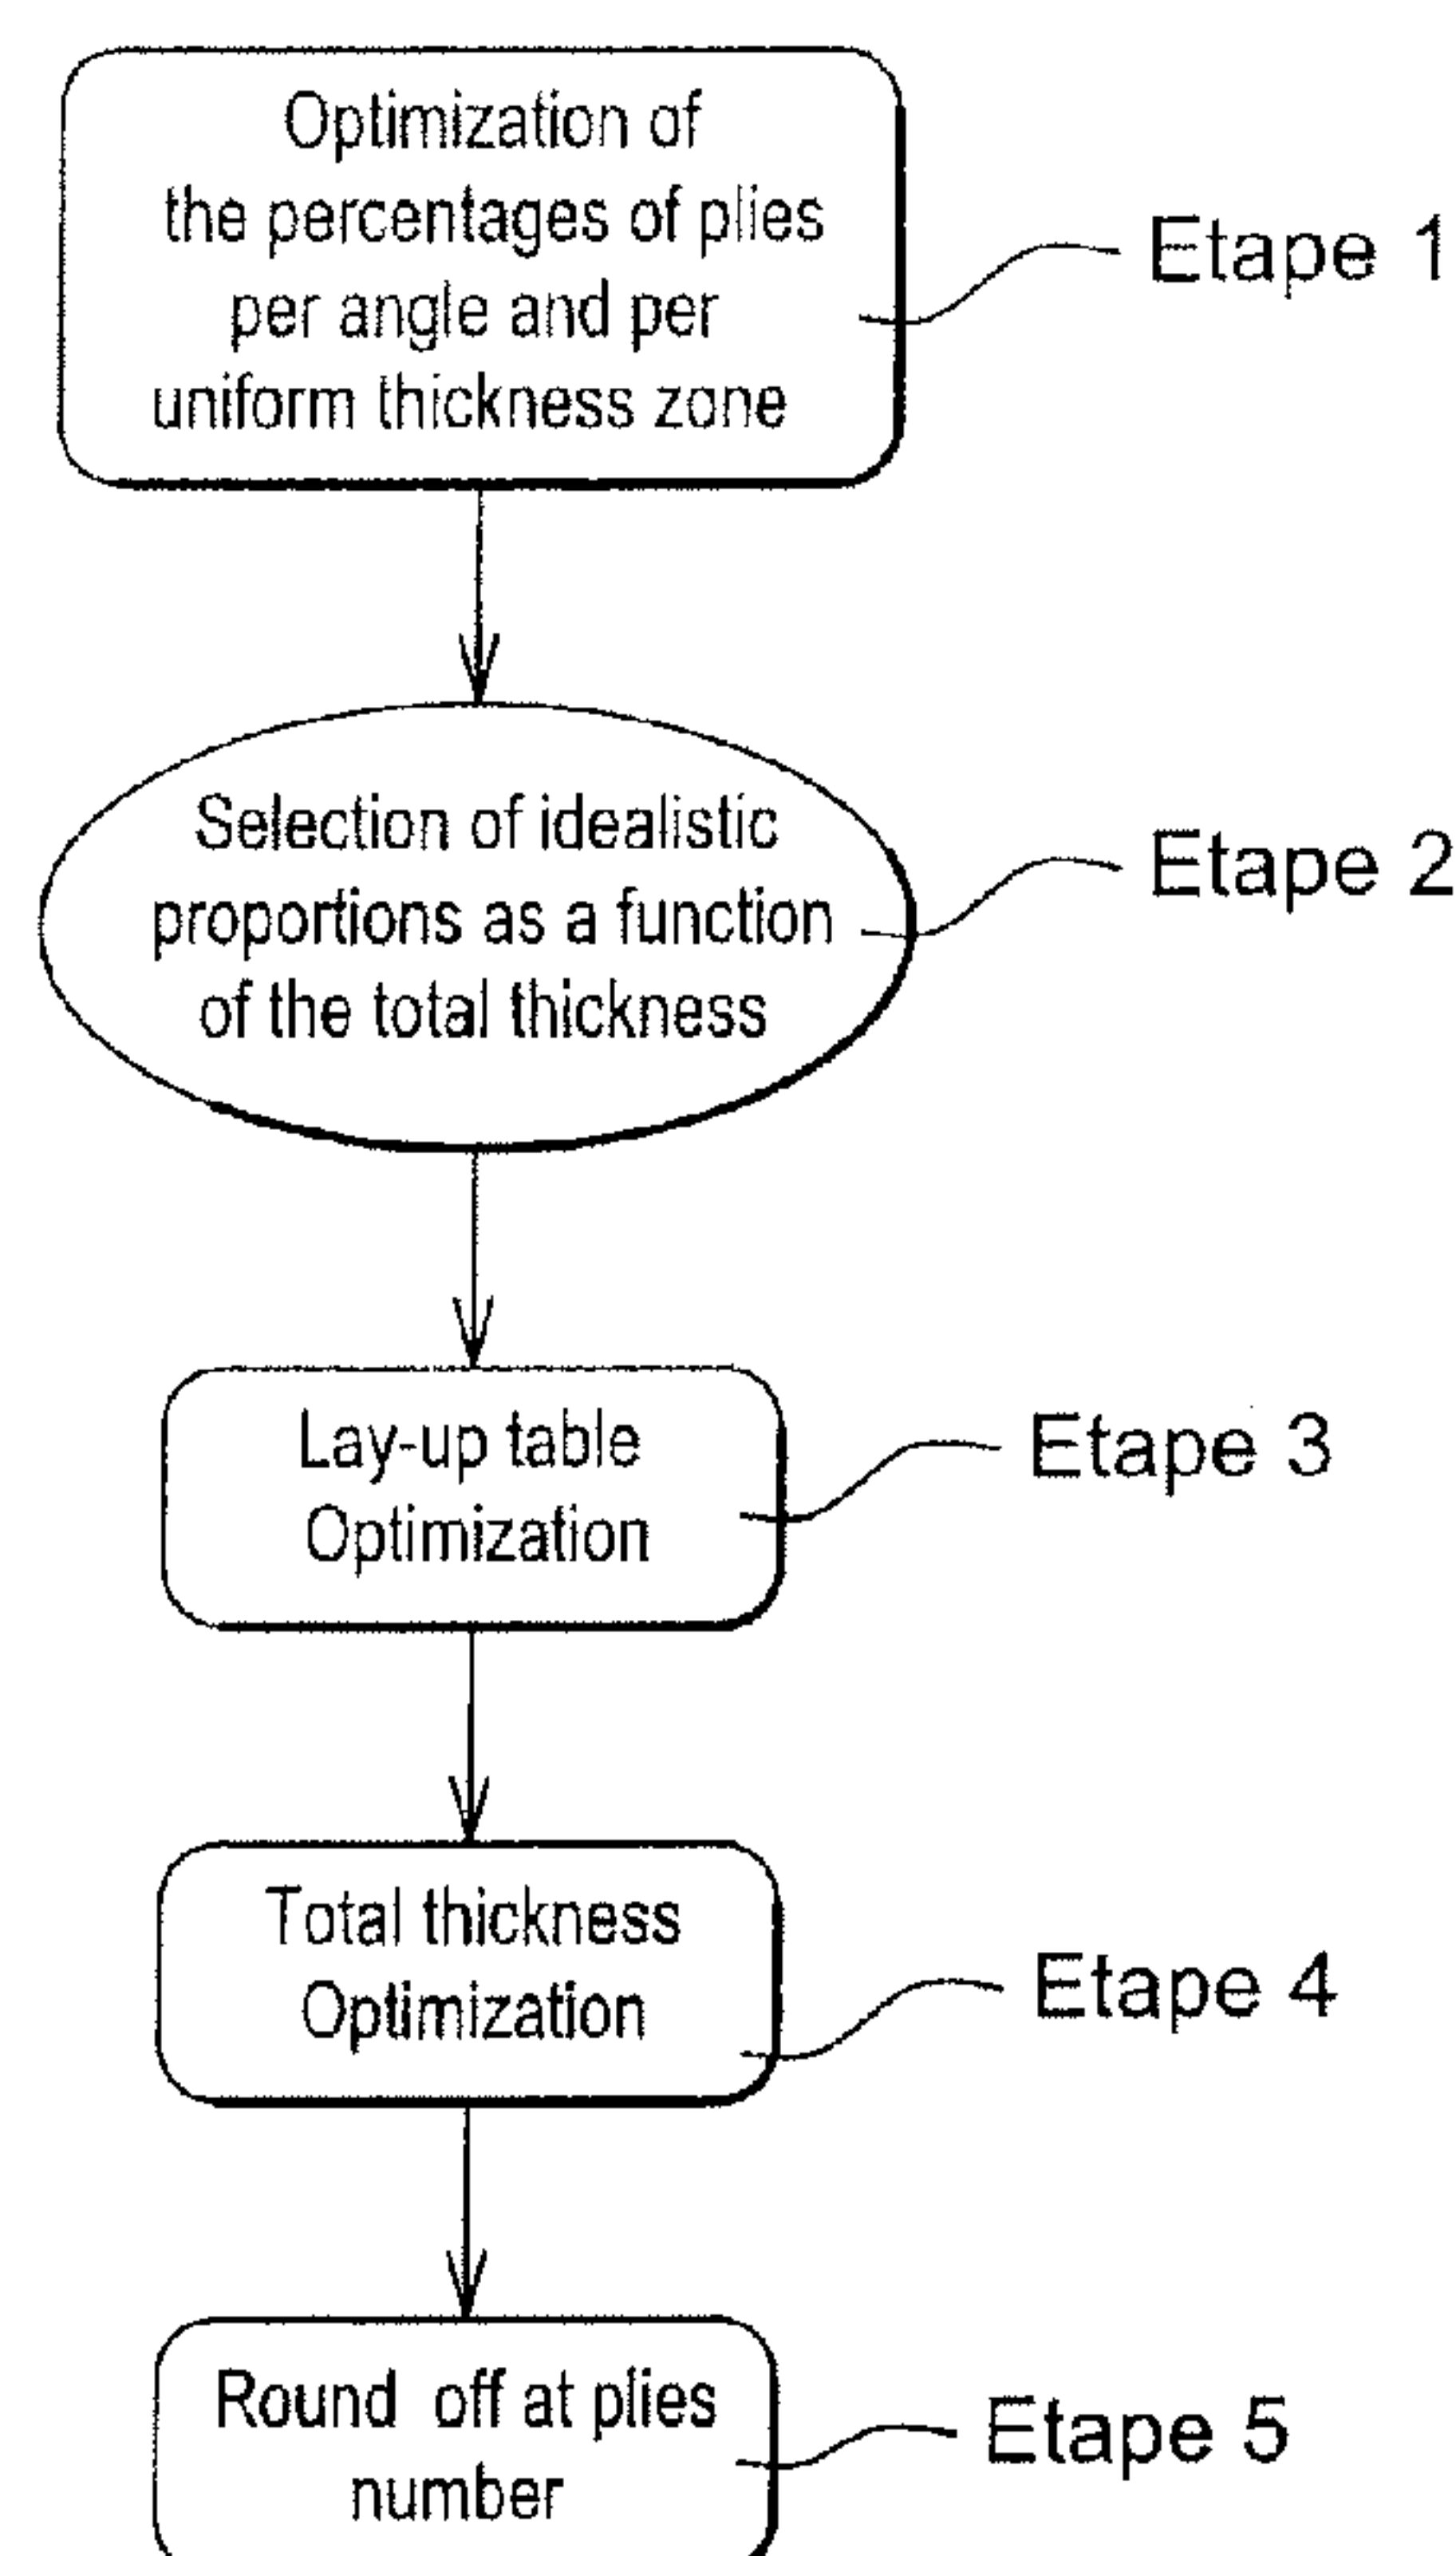 Optimization of
the percentages of plies
per angle and per
uniform thickness zone
Etape 1
Selection of idealistic
proportions as a function
of the total thickness
Etape 2
Lay-up table
Optimization
Etape 3
Total thickness
Optimization
Etape 4
Round off at plies
number
Etape 5